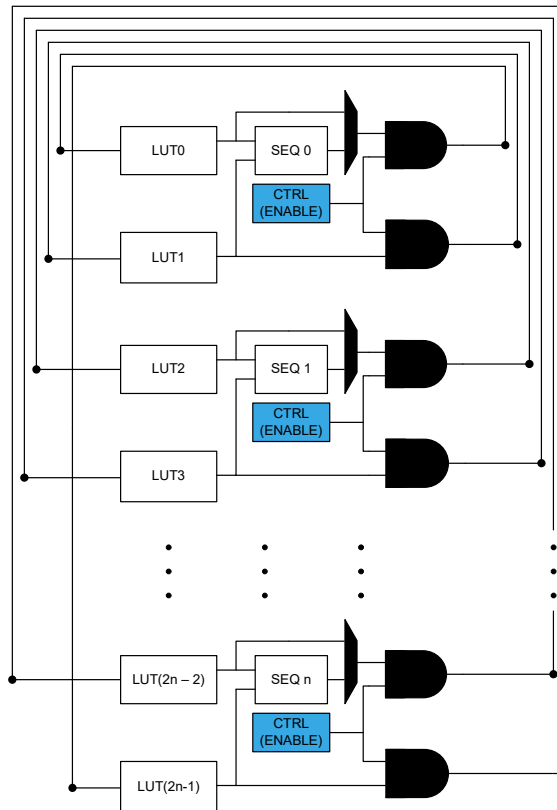 LUT0
SEQ 0
CTRL
(ENABLE)
LUT1
LUT2
SEQ 1
CTRL
(ENABLE)
LUT3
LUT(2n – 2)
SEQ n
CTRL
(ENABLE)
LUT(2n-1)